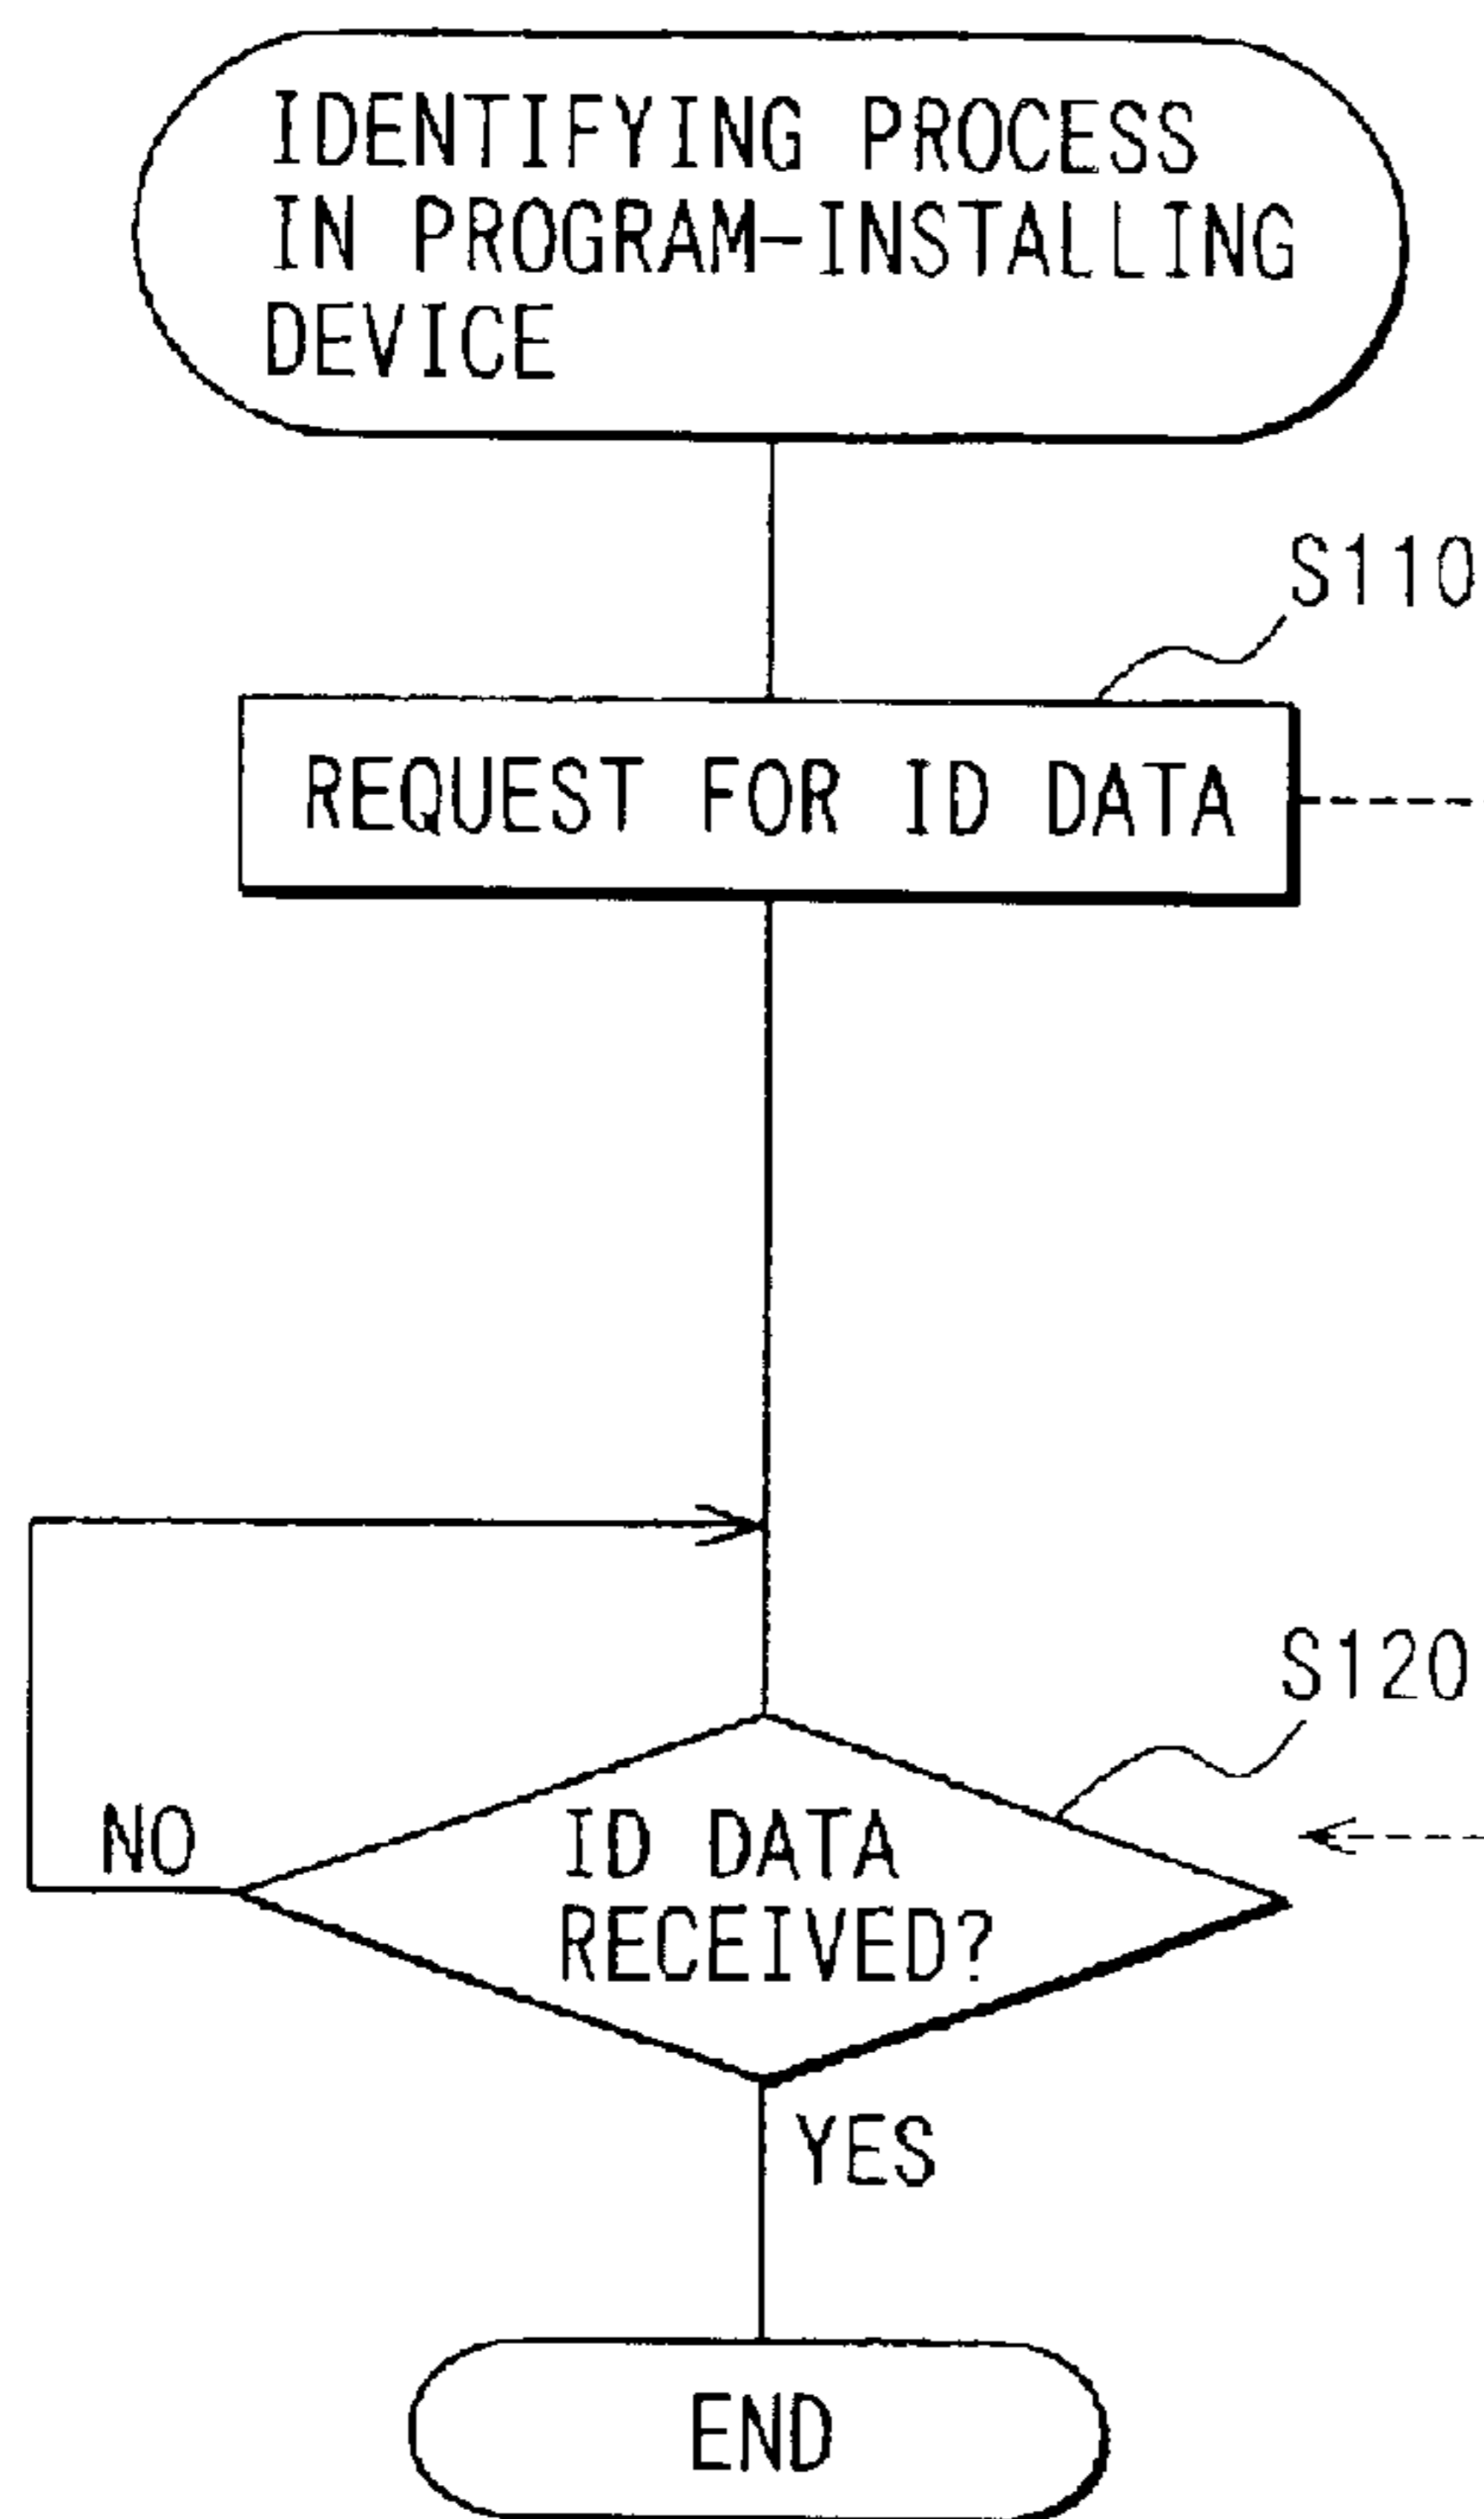 IDENTIFYING PROCESS
IN PROGRAM-INSTALLING
DEVICE
S110
REQUEST FOR ID DATA
S120
NO
ID DATA
RECEIVED?
YES
END